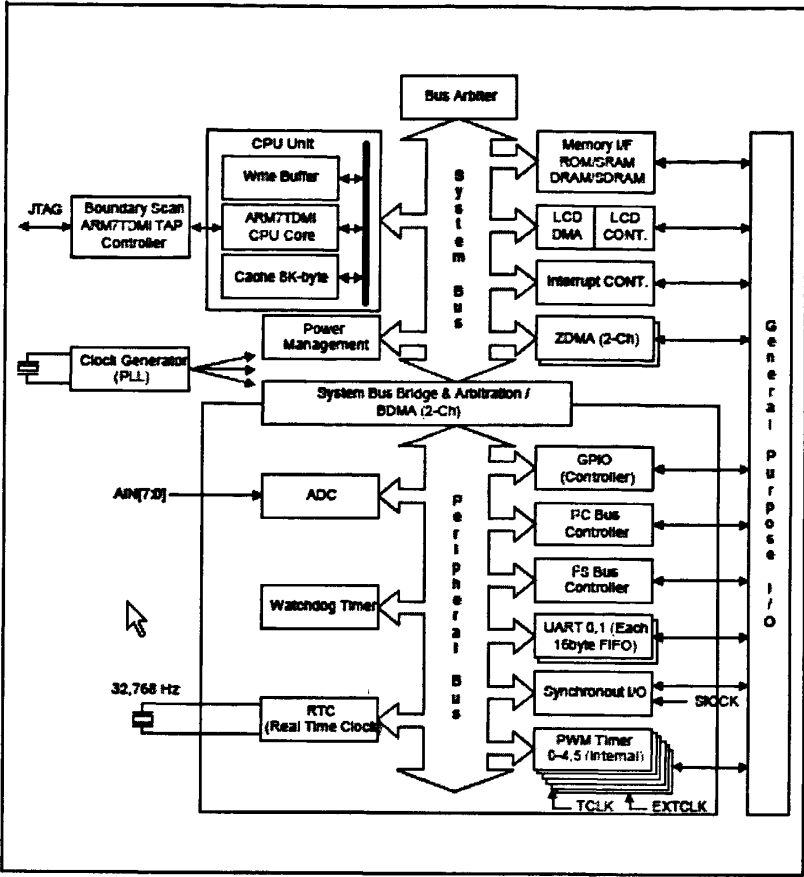 Bus Arbiter
CPU Unit
Write Buffer
ARM7TDMI
CPU Core
Cache 8K-byte
JTAG
Boundary Scan
ARM7TDMI TAP
Controller
System Bus
Memory I/F
ROM/SRAM
DRAM/SDRAM
LCD
DMA
LCD
CONT.
Interrupt CONT.
ZDMA (2-Ch)
Power
Management
Clock Generator
(PLL)
System Bus Bridge & Arbitration /
BDMA (2-Ch)
General Purpose I/O
AIN[7:0]
ADC
Watchdog Timer
32,768 Hz
RTC
(Real Time Clock)
Peripheral Bus
GPIO
(Controller)
I²C Bus
Controller
I²S Bus
Controller
UART 0,1 (Each
16byte FIFO)
Synchronout I/O
SIOCK
PWM Timer
0–4,5 (Internal)
TCLK
EXTCLK